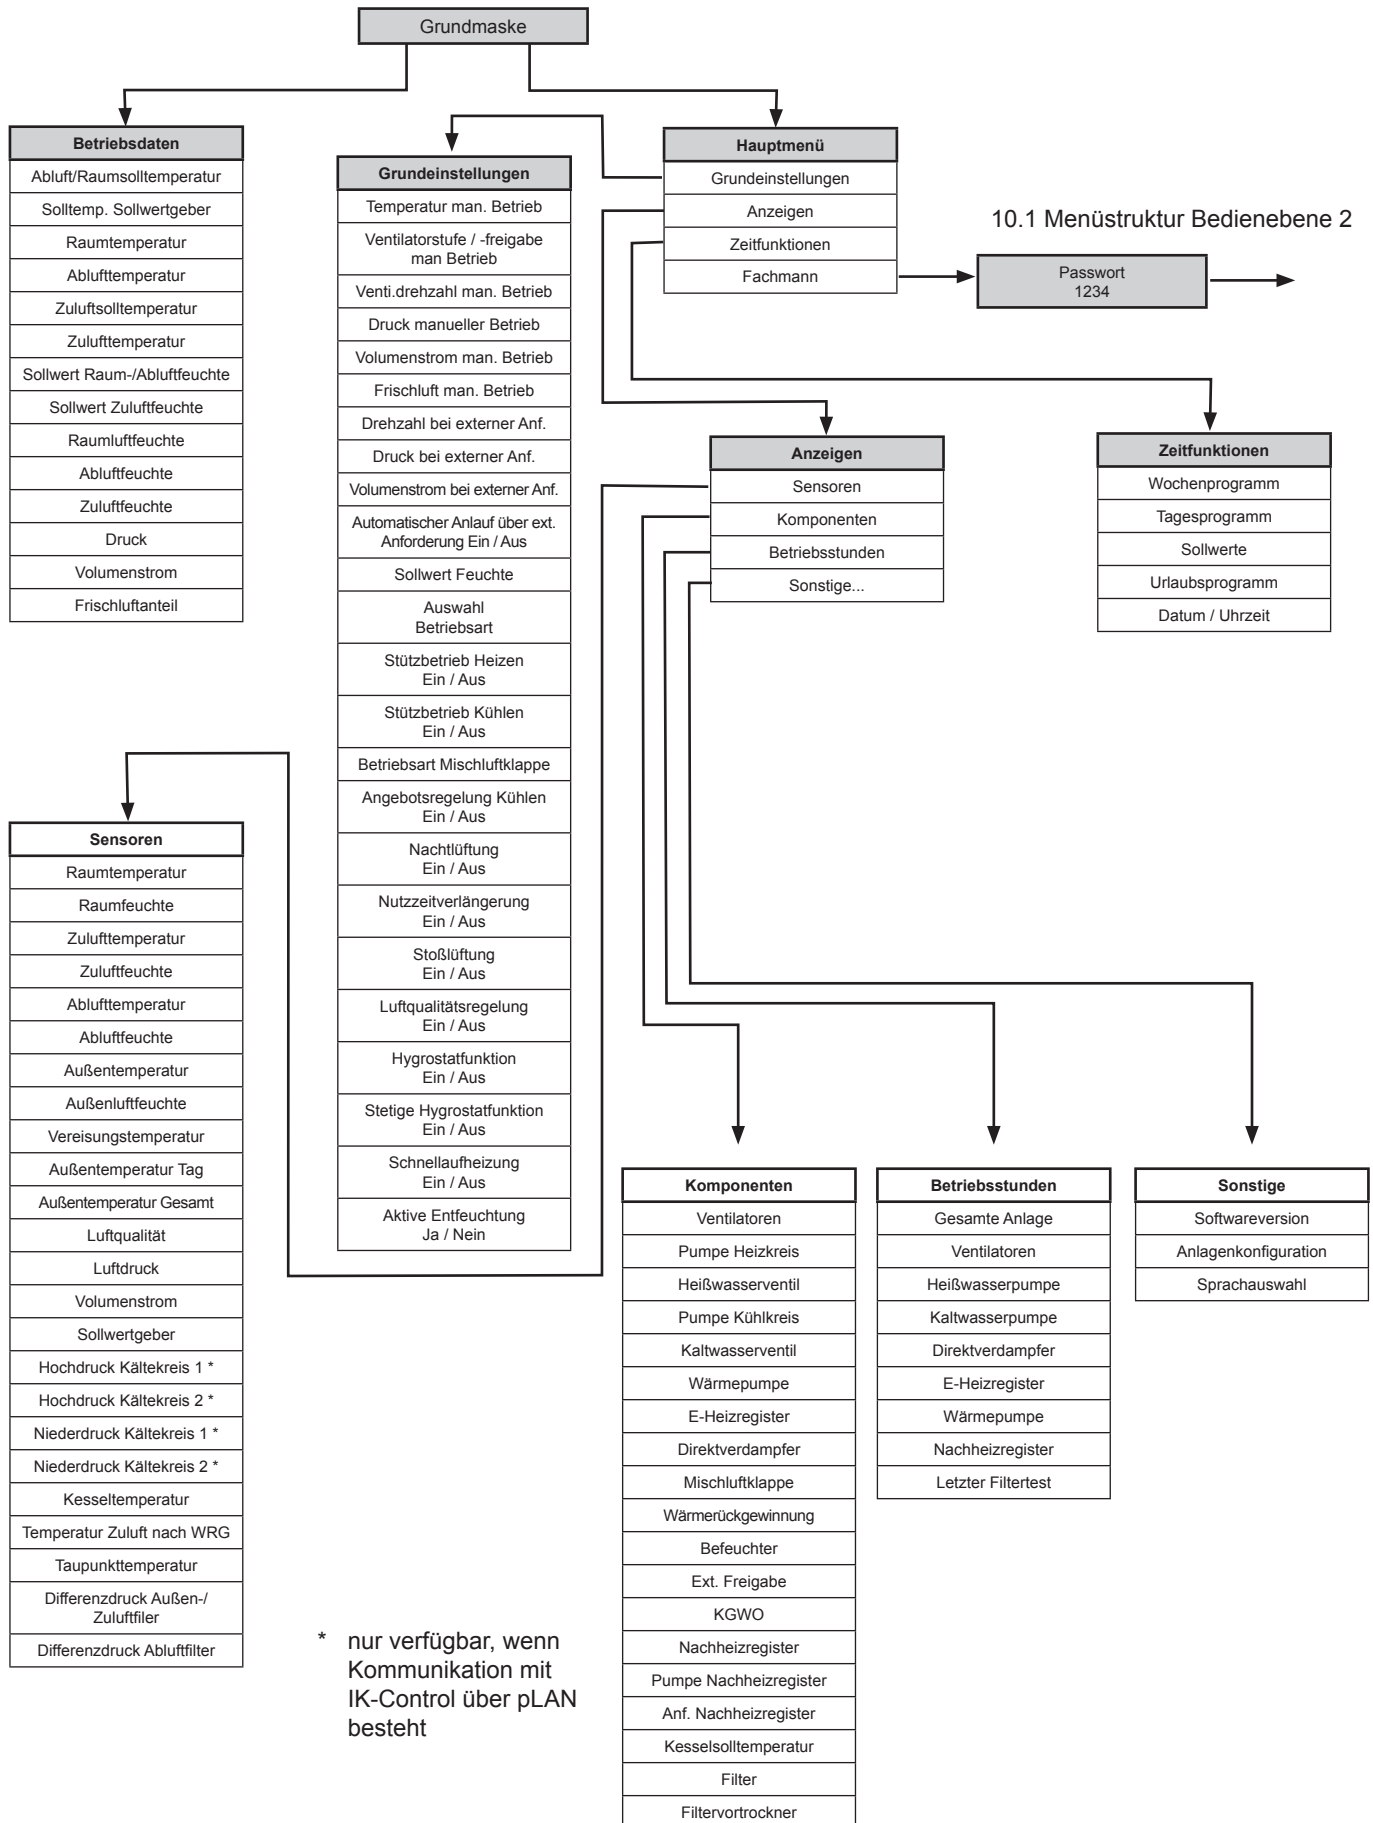 Grundmaske
Betriebsdaten
Abluft/Raumsolltemperatur
Solltemp. Sollwertgeber
Raumtemperatur
Ablufttemperatur
Zuluftsolltemperatur
Zulufttemperatur
Sollwert Raum-/Abluftfeuchte
Sollwert Zuluftfeuchte
Raumluftfeuchte
Abluftfeuchte
Zuluftfeuchte
Druck
Volumenstrom
Frischluftanteil
Grundeinstellungen
Temperatur man. Betrieb
Ventilatorstufe / -freigabe
man Betrieb
Venti.drehzahl man. Betrieb
Druck manueller Betrieb
Volumenstrom man. Betrieb
Frischluft man. Betrieb
Drehzahl bei externer Anf.
Druck bei externer Anf.
Volumenstrom bei externer Anf.
Automatischer Anlauf über ext.
Anforderung Ein / Aus
Sollwert Feuchte
Auswahl
Betriebsart
Stützbetrieb Heizen
Ein / Aus
Stützbetrieb Kühlen
Ein / Aus
Betriebsart Mischluftklappe
Angebotsregelung Kühlen
Ein / Aus
Nachtlüftung
Ein / Aus
Nutzzeitverlängerung
Ein / Aus
Stoßlüftung
Ein / Aus
Luftqualitätsregelung
Ein / Aus
Hygrostatfunktion
Ein / Aus
Stetige Hygrostatfunktion
Ein / Aus
Schnellaufheizung
Ein / Aus
Aktive Entfeuchtung
Ja / Nein
Hauptmenü
Grundeinstellungen
Anzeigen
Zeitfunktionen
Fachmann
10.1 Menüstruktur Bedienebene 2
Passwort
1234
Anzeigen
Sensoren
Komponenten
Betriebsstunden
Sonstige...
Zeitfunktionen
Wochenprogramm
Tagesprogramm
Sollwerte
Urlaubsprogramm
Datum / Uhrzeit
Sensoren
Raumtemperatur
Raumfeuchte
Zulufttemperatur
Zuluftfeuchte
Ablufttemperatur
Abluftfeuchte
Außentemperatur
Außenluftfeuchte
Vereisungstemperatur
Außentemperatur Tag
Außentemperatur Gesamt
Luftqualität
Luftdruck
Volumenstrom
Sollwertgeber
Hochdruck Kältekreis 1 *
Hochdruck Kältekreis 2 *
Niederdruck Kältekreis 1 *
Niederdruck Kältekreis 2 *
Kesseltemperatur
Temperatur Zuluft nach WRG
Taupunkttemperatur
Differenzdruck Außen-/
Zuluftfiler
Differenzdruck Abluftfilter
* nur verfügbar, wenn
Kommunikation mit
IK-Control über pLAN
besteht
Komponenten
Ventilatoren
Pumpe Heizkreis
Heißwasserventil
Pumpe Kühlkreis
Kaltwasserventil
Wärmepumpe
E-Heizregister
Direktverdampfer
Mischluftklappe
Wärmerückgewinnung
Befeuchter
Ext. Freigabe
KGWO
Nachheizregister
Pumpe Nachheizregister
Anf. Nachheizregister
Kesselsolltemperatur
Filter
Filtervortrockner
Betriebsstunden
Gesamte Anlage
Ventilatoren
Heißwasserpumpe
Kaltwasserpumpe
Direktverdampfer
E-Heizregister
Wärmepumpe
Nachheizregister
Letzter Filtertest
Sonstige
Softwareversion
Anlagenkonfiguration
Sprachauswahl